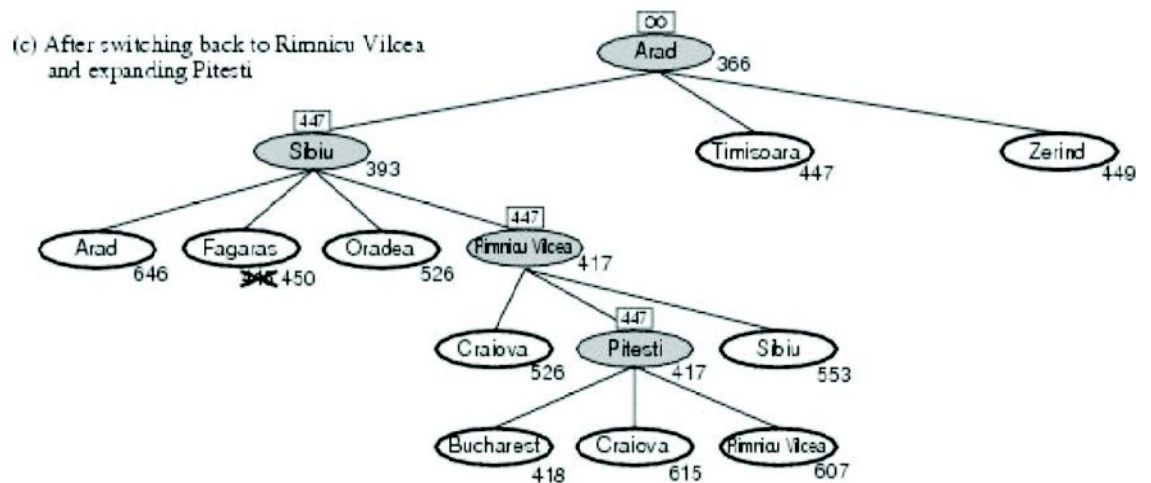 ∞
(c) After switching back to Rimnicu Vilcea
and expanding Pitesti
Arad
366
447
Sibiu
393
Timisoara
447
Zerind
449
Arad
646
Fagaras
450
Oradea
526
447
Rimnicu Vilcea
417
Craiova
526
447
Pitesti
417
Sibiu
553
Bucharest
418
Craiova
615
Rimnicu Vilcea
607